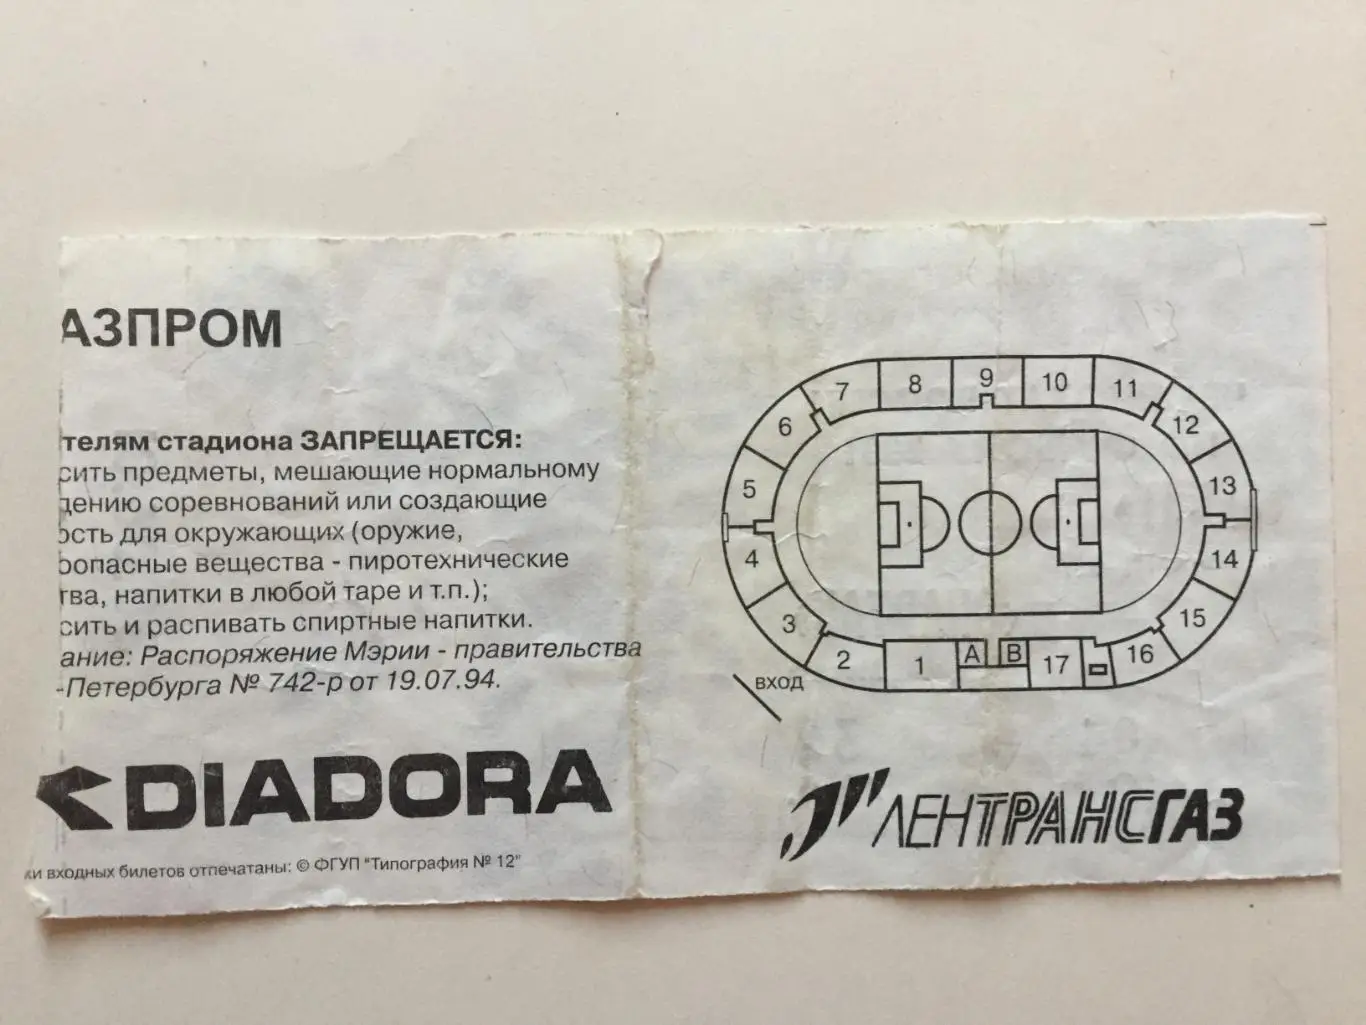 АЗПРОМ
телям стадиона ЗАПРЕЩАЕТСЯ:
сить предметы, мешающие нормальному
дению соревнований или создающие
ость для окружающих (оружие,
оопасные вещества - пиротехнические
тва, напитки в любой таре и т.п.);
сить и распивать спиртные напитки.
ание: Распоряжение Мэрии - правительства
-Петербурга № 742-р от 19.07.94.
DIADORA
ки входных билетов отпечатаны: © ФГУП "Типография № 12"
7 8 9 10 11
6 12
5 13
4 14
3 15
2 1 А В 17 16
ВХОД
ЛЕНТРАНСГАЗ